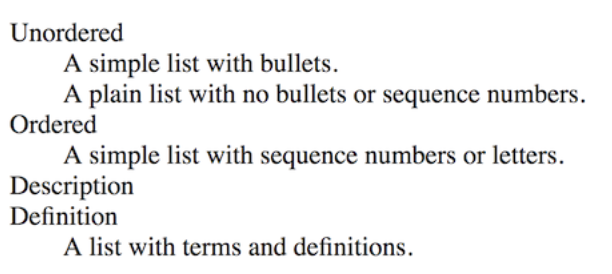 Unordered
A simple list with bullets.
A plain list with no bullets or sequence numbers.
Ordered
A simple list with sequence numbers or letters.
Description
Definition
A list with terms and definitions.